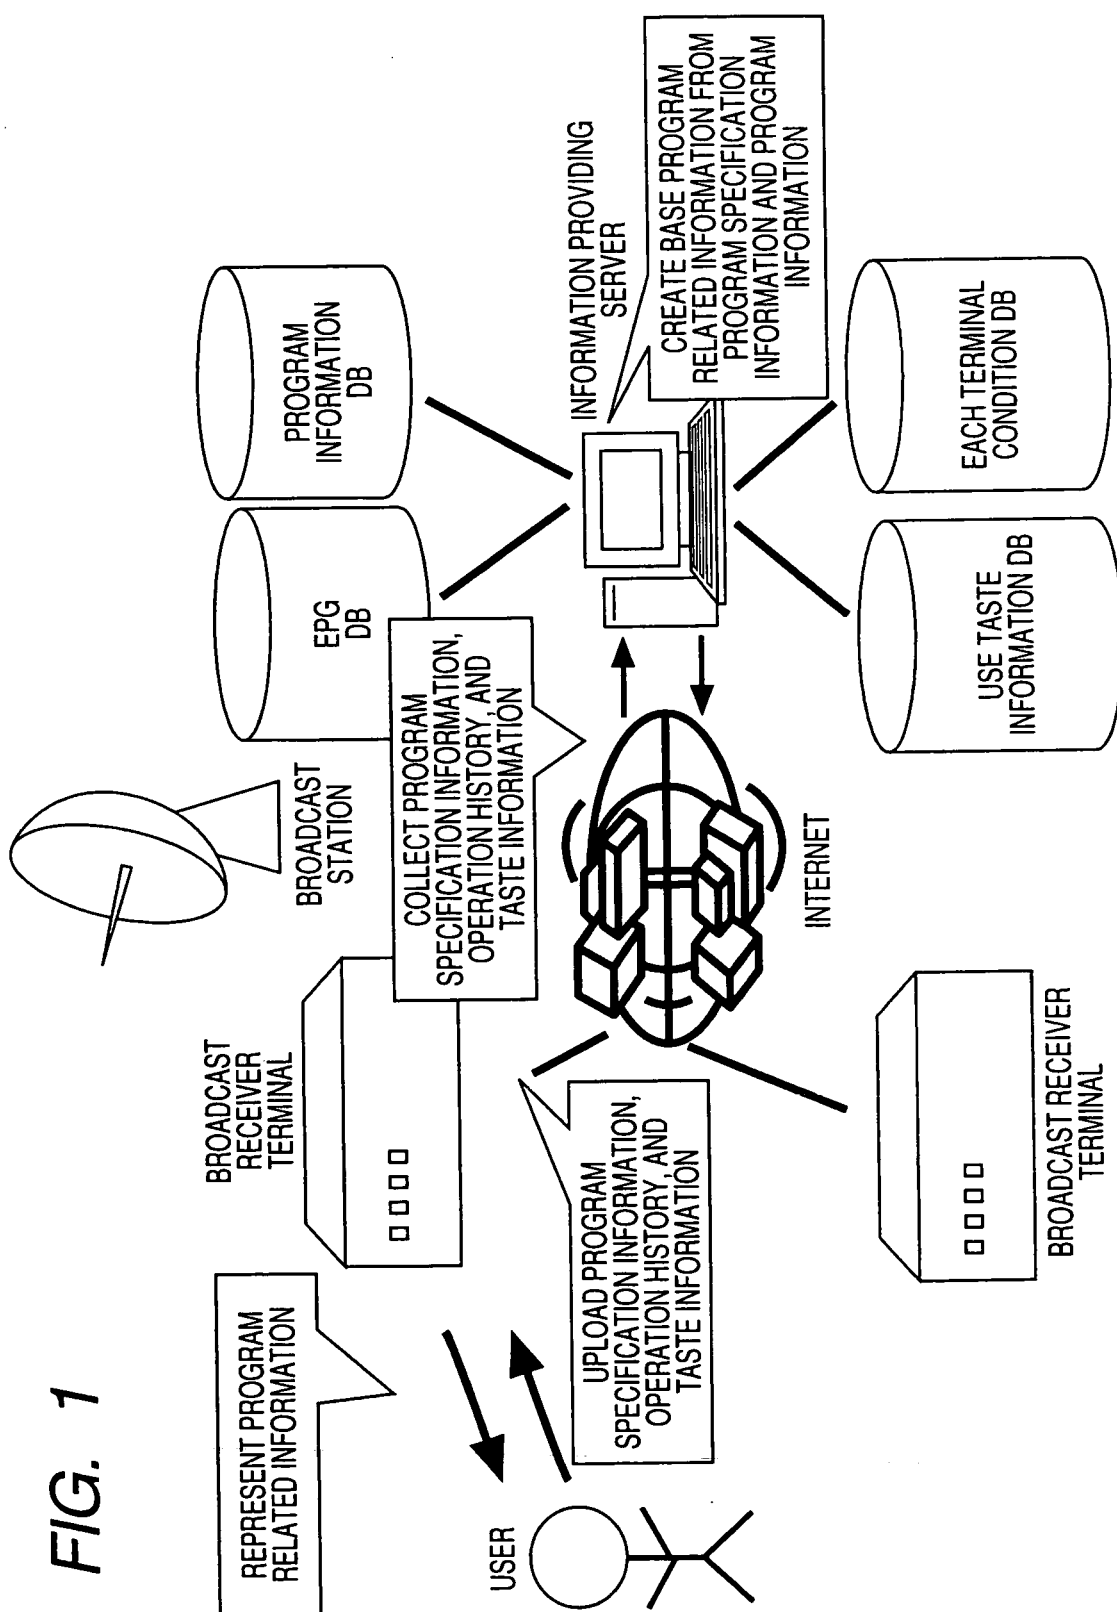 FIG. 1
REPRESENT PROGRAM
RELATED INFORMATION
BROADCAST
RECEIVER
TERMINAL
BROADCAST
STATION
EPG
DB
PROGRAM
INFORMATION
DB
COLLECT PROGRAM
SPECIFICATION INFORMATION,
OPERATION HISTORY, AND
TASTE INFORMATION
INFORMATION PROVIDING
SERVER
CREATE BASE PROGRAM
RELATED INFORMATION FROM
PROGRAM SPECIFICATION
INFORMATION AND PROGRAM
INFORMATION
USER
UPLOAD PROGRAM
SPECIFICATION INFORMATION,
OPERATION HISTORY, AND
TASTE INFORMATION
INTERNET
BROADCAST RECEIVER
TERMINAL
USE TASTE
INFORMATION DB
EACH TERMINAL
CONDITION DB